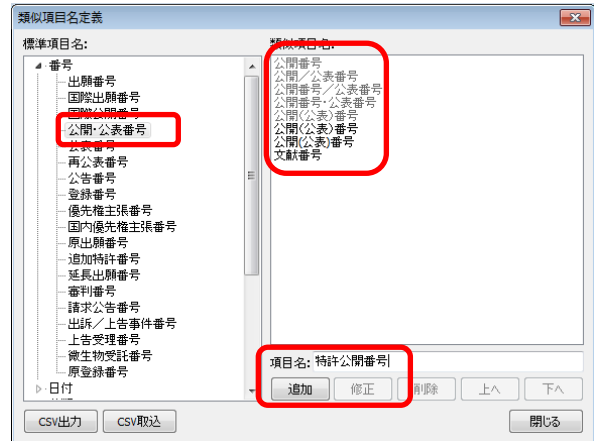 類似項目名定義
標準項目名:
番号
出願番号
国際出願番号
国際公開番号
公開・公表番号
公表番号
再公表番号
公告番号
登録番号
優先権主張番号
国内優先権主張番号
原出願番号
追加特許番号
延長出願番号
審判番号
請求公告番号
出訴／上告事件番号
上告受理番号
微生物受託番号
原登録番号
日付
類似項目名:
公開番号
公開／公表番号
公開番号／公表番号
公開番号・公表番号
公開(公表)番号
公開（公表）番号
公開(公表)番号
文献番号
項目名: 特許公開番号
追加 修正 削除 上へ 下へ
CSV出力 CSV取込 閉じる